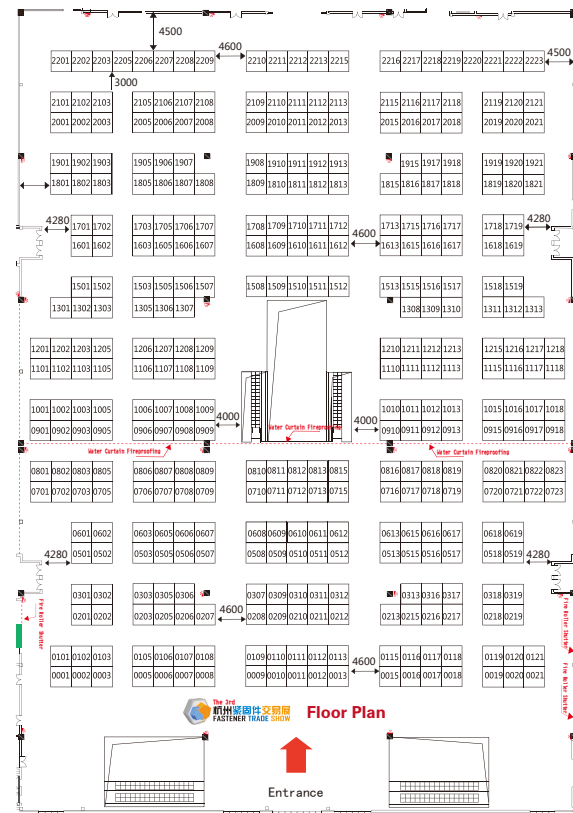 4500
4600
4500
2201 2202 2203 2205 2206 2207 2208 2209 2210 2211 2212 2213 2215 2216 2217 2218 2219 2220 2221 2222 2223
3000
2101 2102 2103 2105 2106 2107 2108 2109 2110 2111 2112 2113 2115 2116 2117 2118 2119 2120 2121
2001 2002 2003 2005 2006 2007 2008 2009 2010 2011 2012 2013 2015 2016 2017 2018 2019 2020 2021
1901 1902 1903 1905 1906 1907 1908 1910 1911 1912 1913 1915 1917 1918 1919 1920 1921
1801 1802 1803 1805 1806 1807 1808 1809 1810 1811 1812 1813 1815 1816 1817 1818 1819 1820 1821
4280
4280
1701 1702 1703 1705 1706 1707 1708 1709 1710 1711 1712 1713 1715 1716 1717 1718 1719
4600
1601 1602 1603 1605 1606 1607 1608 1609 1610 1611 1612 1613 1615 1616 1617 1618 1619
1501 1502 1503 1505 1506 1507 1508 1509 1510 1511 1512 1513 1515 1516 1517 1518 1519
1301 1302 1303 1305 1306 1307 1308 1309 1310 1311 1312 1313
1201 1202 1203 1205 1206 1207 1208 1209 1210 1211 1212 1213 1215 1216 1217 1218
1101 1102 1103 1105 1106 1107 1108 1109 1110 1111 1112 1113 1115 1116 1117 1118
1001 1002 1003 1005 1006 1007 1008 1009 1010 1011 1012 1013 1015 1016 1017 1018
4000
4000
Water Curtain Fireproofing
0901 0902 0903 0905 0906 0907 0908 0909 0910 0911 0912 0913 0915 0916 0917 0918
Water Curtain Fireproofing
Water Curtain Fireproofing
0801 0802 0803 0805 0806 0807 0808 0809 0810 0811 0812 0813 0815 0816 0817 0818 0819 0820 0821 0822 0823
0701 0702 0703 0705 0706 0707 0708 0709 0710 0711 0712 0713 0715 0716 0717 0718 0719 0720 0721 0722 0723
0601 0602 0603 0605 0606 0607 0608 0609 0610 0611 0612 0613 0615 0616 0617 0618 0619
4280
4280
0501 0502 0503 0505 0506 0507 0508 0509 0510 0511 0512 0513 0515 0516 0517 0518 0519
0301 0302 0303 0305 0306 0307 0309 0310 0311 0312 0313 0316 0317 0318 0319
4600
0201 0202 0203 0205 0206 0207 0208 0209 0210 0211 0212 0213 0215 0216 0217 0218 0219
Fire Roller Shutter
Fire Roller Shutter
0101 0102 0103 0105 0106 0107 0108 0109 0110 0111 0112 0113 0115 0116 0117 0118 0119 0120 0121
4600
0001 0002 0003 0005 0006 0007 0008 0009 0010 0011 0012 0013 0015 0016 0017 0018 0019 0020 0021
Fire Roller Shutter
The 3rd
杭州紧固件交易展
FASTENER TRADE SHOW
Floor Plan
Entrance